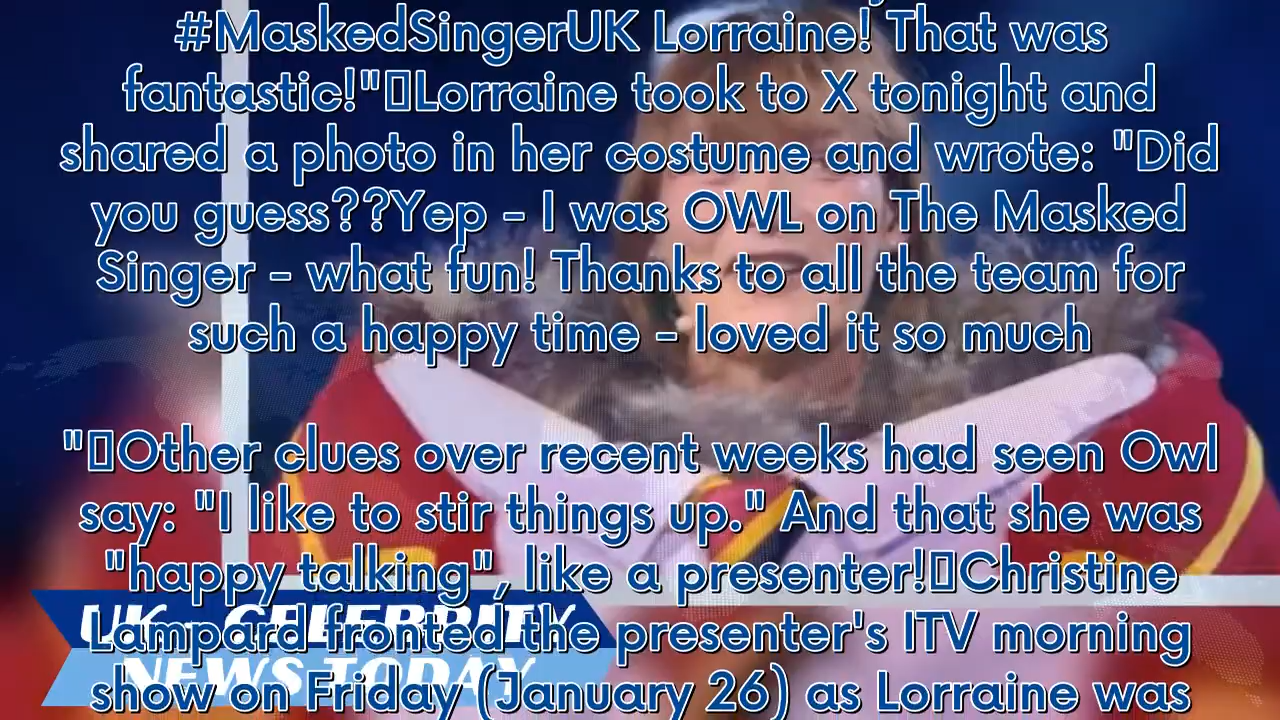 #MaskedSingerUK Lorraine! That was
fantastic!"▯Lorraine took to X tonight and
shared a photo in her costume and wrote: "Did
you guess??Yep - I was OWL on The Masked
Singer - what fun! Thanks to all the team for
such a happy time - loved it so much
"▯Other clues over recent weeks had seen Owl
say: "I like to stir things up." And that she was
"happy talking", like a presenter!▯Christine
Lampard fronted the presenter's ITV morning
show on Friday (January 26) as Lorraine was
UK - CELEBRITY
NEWS TODAY